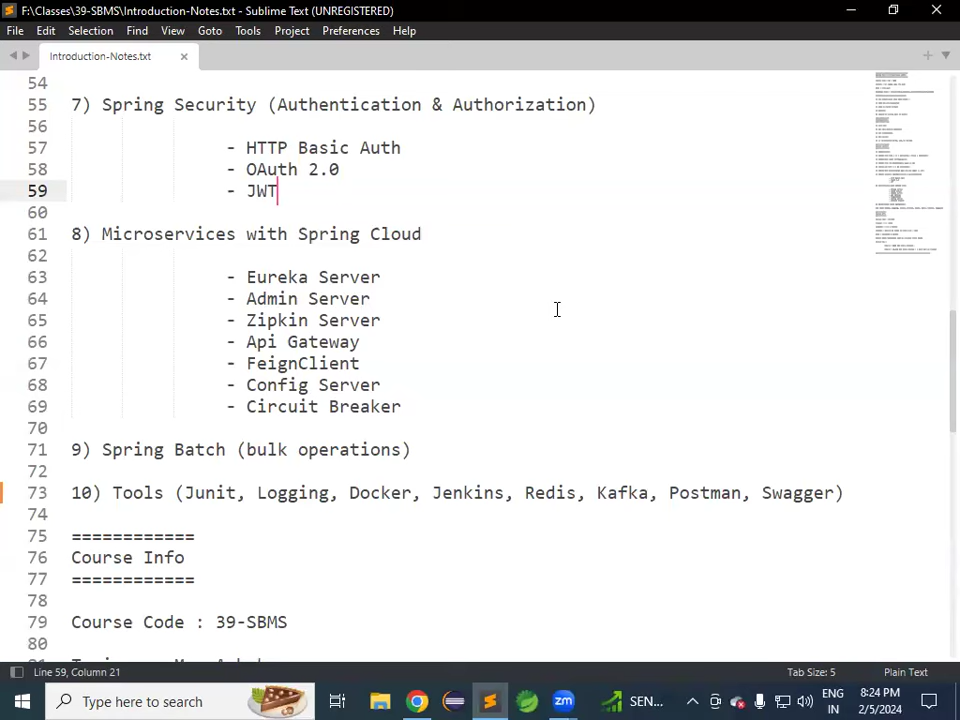 F:\Classes\39-SBMS\Introduction-Notes.txt - Sublime Text (UNREGISTERED)
File Edit Selection Find View Goto Tools Project Preferences Help
Introduction-Notes.txt
54
55 7) Spring Security (Authentication & Authorization)
56
57 - HTTP Basic Auth
58 - OAuth 2.0
59 - JWT
60
61 8) Microservices with Spring Cloud
62
63 - Eureka Server
64 - Admin Server
65 - Zipkin Server
66 - Api Gateway
67 - FeignClient
68 - Config Server
69 - Circuit Breaker
70
71 9) Spring Batch (bulk operations)
72
73 10) Tools (Junit, Logging, Docker, Jenkins, Redis, Kafka, Postman, Swagger)
74
75 ============
76 Course Info
77 ============
78
79 Course Code : 39-SBMS
80
Line 59, Column 21
Tab Size: 5
Plain Text
Type here to search
SEN...
ENG
IN
8:24 PM
2/5/2024